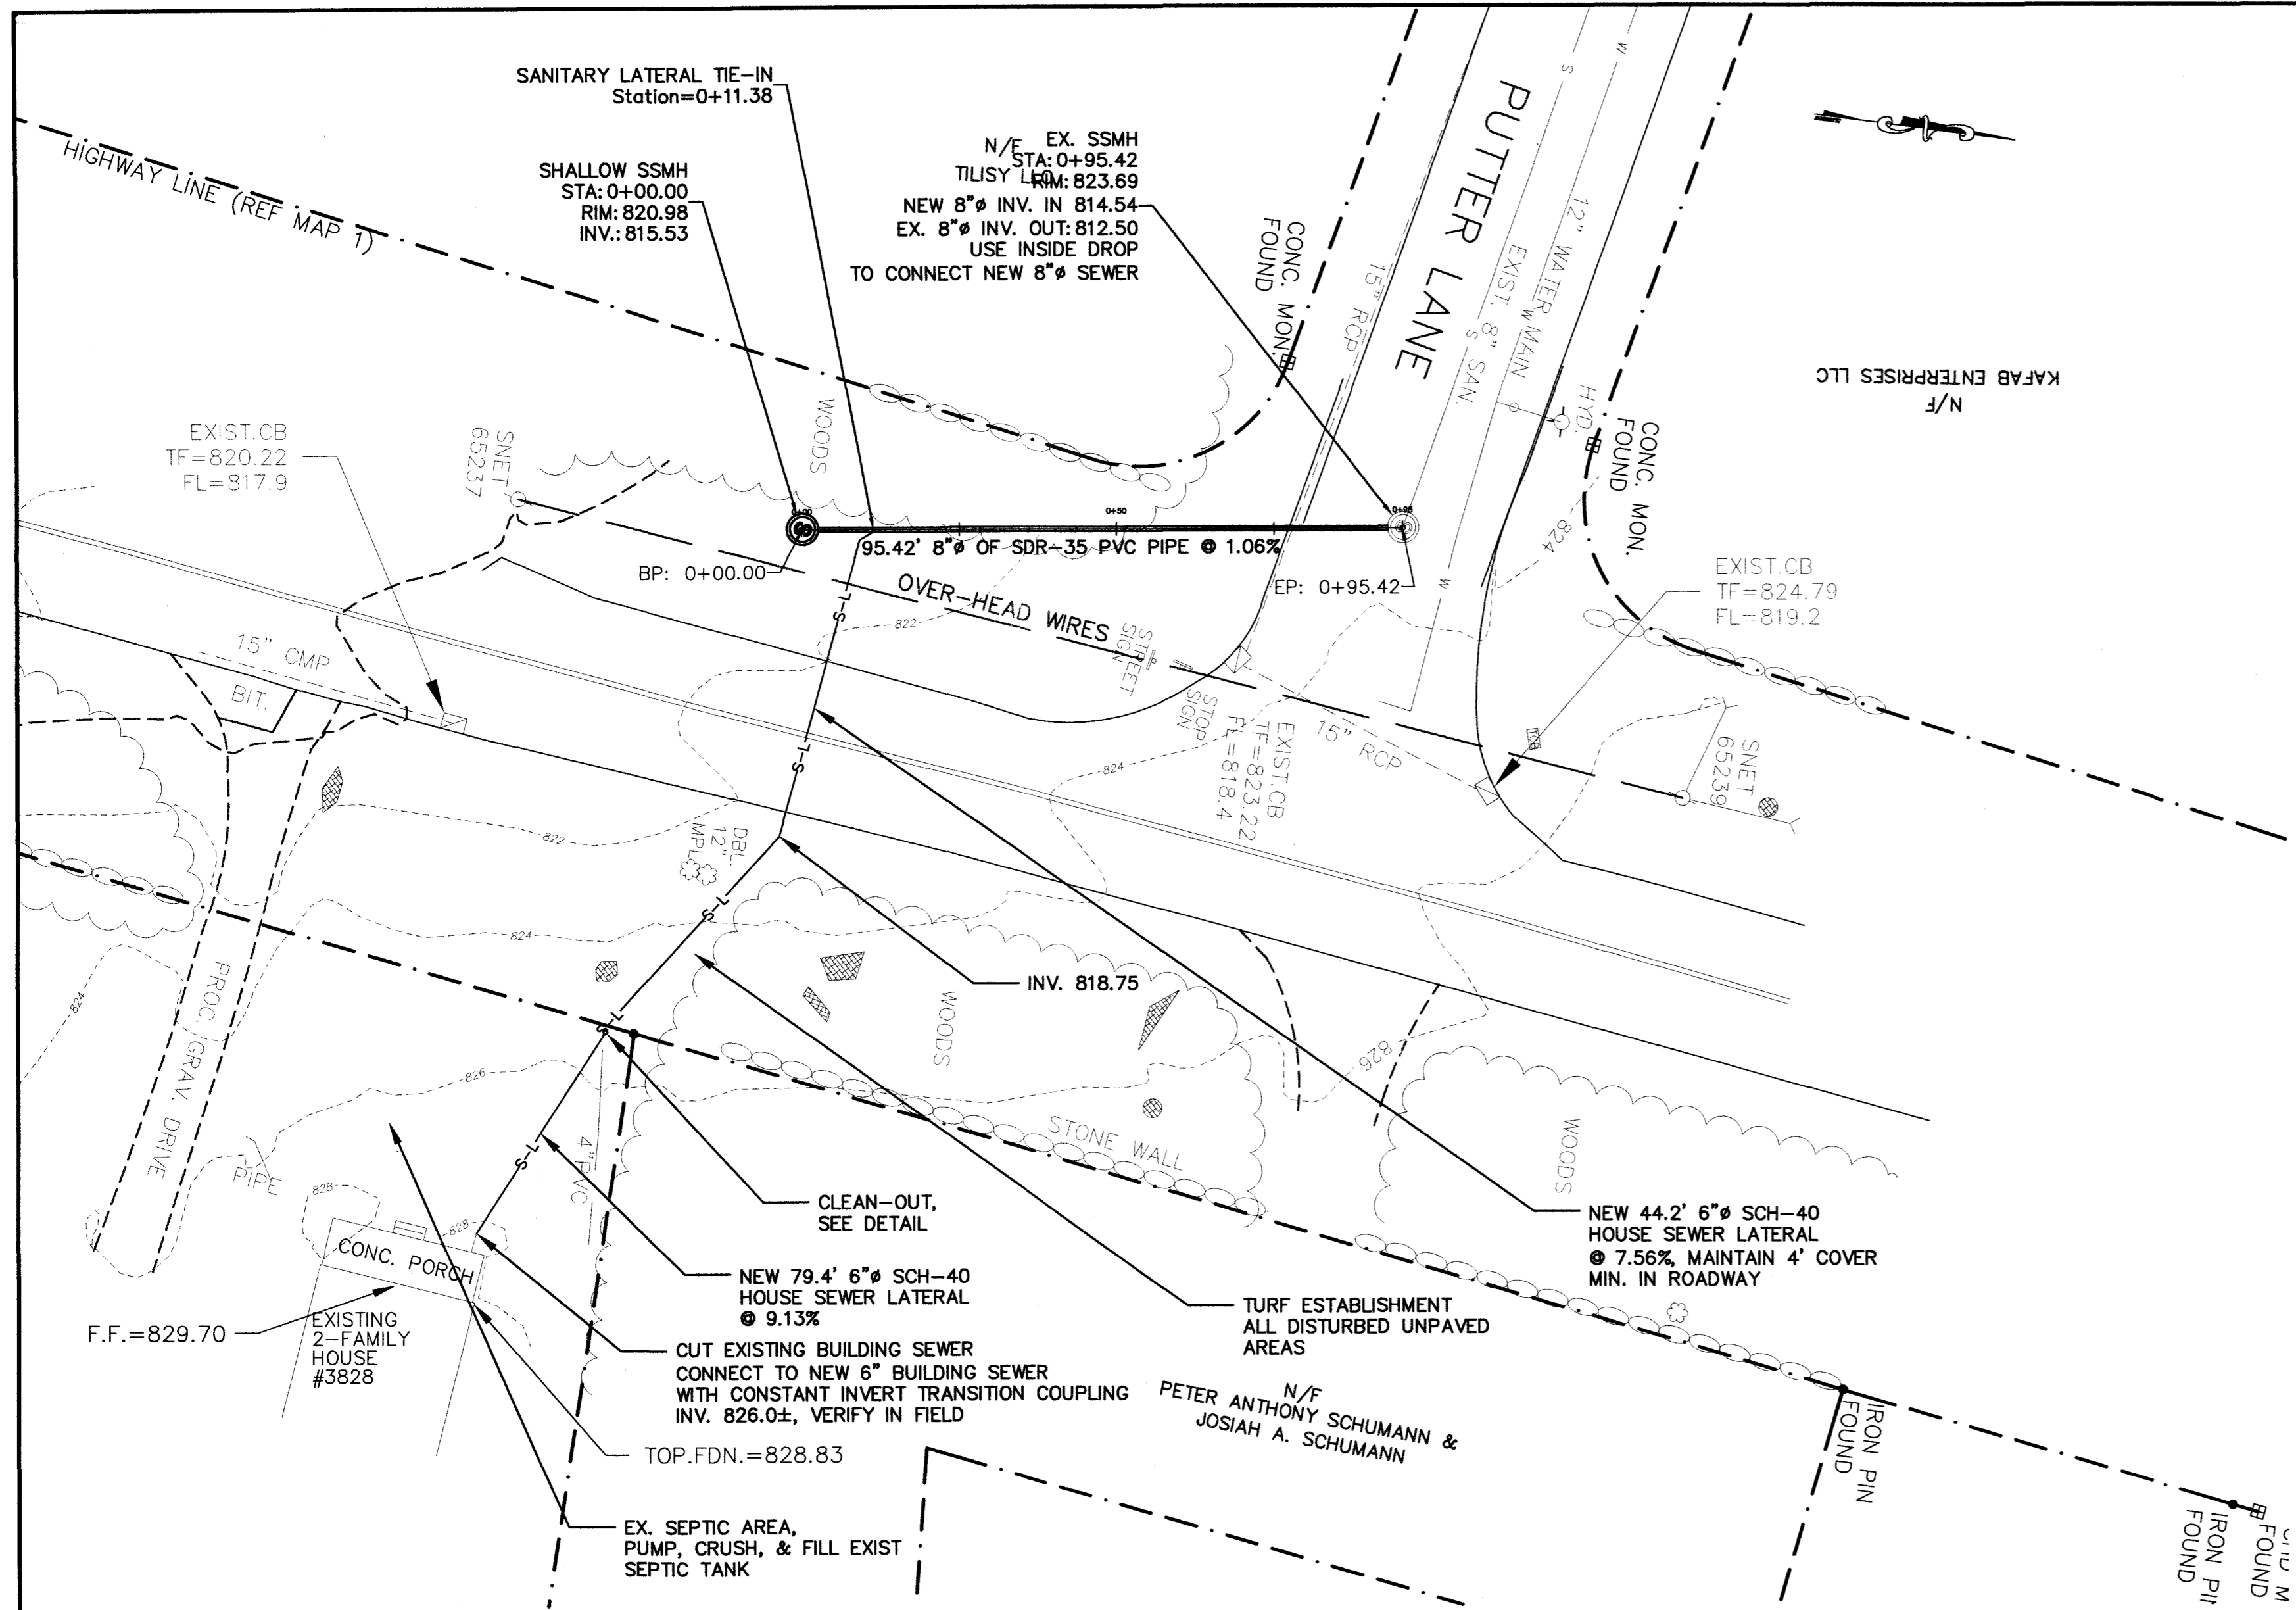 SANITARY LATERAL TIE-IN
Station=0+11.38
HIGHWAY LINE (REF MAP 1)
SHALLOW SSMH
STA: 0+00.00
RIM: 820.98
INV.: 815.53
N/F
TILISY LLC
EX. SSMH
STA: 0+95.42
RIM: 823.69
NEW 8"ø INV. IN 814.54
EX. 8"ø INV. OUT: 812.50
USE INSIDE DROP
TO CONNECT NEW 8"ø SEWER
CONC. MON.
FOUND
15" RCP
PUTTER LANE
EXIST. 8" SAN.
S
S
12" WATER MAIN
W
W
W
W
HYD.
CONC. MON.
FOUND
N/F
KAFAB ENTERPRISES LLC
EXIST.CB
TF=820.22
FL=817.9
SNET
65237
WOODS
0+00
0+50
0+95
95.42' 8"ø OF SDR-35 PVC PIPE @ 1.06%
BP: 0+00.00
EP: 0+95.42
OVER-HEAD WIRES
824
EXIST.CB
TF=824.79
FL=819.2
822
S-L
STREET
SIGN
STOP
SIGN
EXIST.CB
TF=823.22
FL=818.4
15" RCP
TCB
SNET
65239
15" CMP
BIT.
S-L
824
822
DBL.
12"
MPL
S-L
824
824
INV. 818.75
WOODS
PROC. GRAV. DRIVE
S-L
826
826
STONE WALL
WOODS
PIPE
828
828
S-L
4" PVC
CONC. PORCH
CLEAN-OUT,
SEE DETAIL
NEW 44.2' 6"ø SCH-40
HOUSE SEWER LATERAL
@ 7.56%, MAINTAIN 4' COVER
MIN. IN ROADWAY
NEW 79.4' 6"ø SCH-40
HOUSE SEWER LATERAL
@ 9.13%
TURF ESTABLISHMENT
ALL DISTURBED UNPAVED
AREAS
F.F.=829.70
EXISTING
2-FAMILY
HOUSE
#3828
CUT EXISTING BUILDING SEWER
CONNECT TO NEW 6" BUILDING SEWER
WITH CONSTANT INVERT TRANSITION COUPLING
INV. 826.0±, VERIFY IN FIELD
N/F
PETER ANTHONY SCHUMANN &
JOSIAH A. SCHUMANN
TOP.FDN.=828.83
IRON PIN
FOUND
EX. SEPTIC AREA,
PUMP, CRUSH, & FILL EXIST
SEPTIC TANK
IRON PIN
FOUND
FOUND